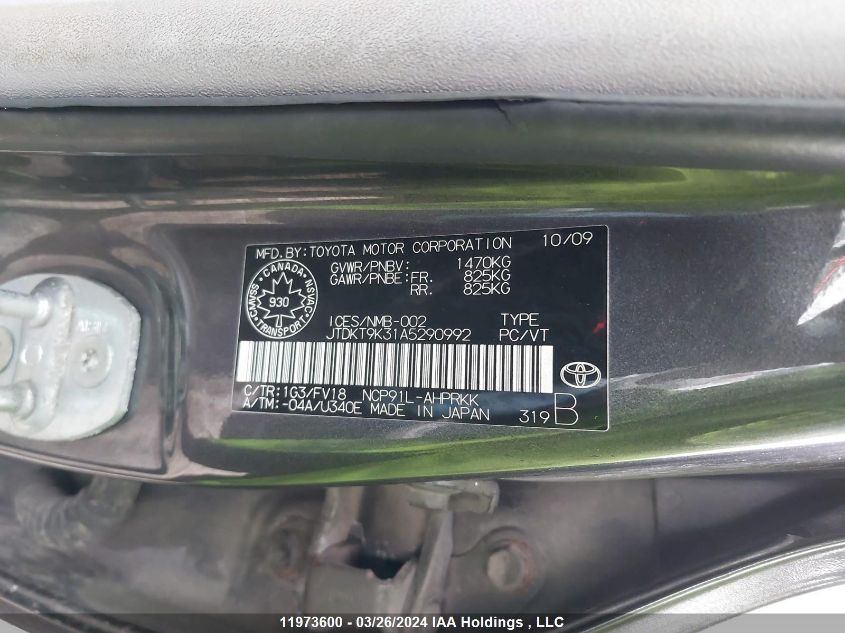 MFD.BY:TOYOTA MOTOR CORPORATION 10/09
GVWR/PNBV: 1470KG
GAWR/PNBE:FR. 825KG
RR. 825KG
CANADA
CMVSS NSVAC
930
TRANSPORT
ICES/NMB-002 TYPE
JTDKT9K31A5290992 PC/VT
C/TR:1G3/FV18 NCP91L-AHPRKK
A/TM:-04A/U340E MADE IN JAPAN 319 B
11973600 - 03/26/2024 IAA Holdings , LLC